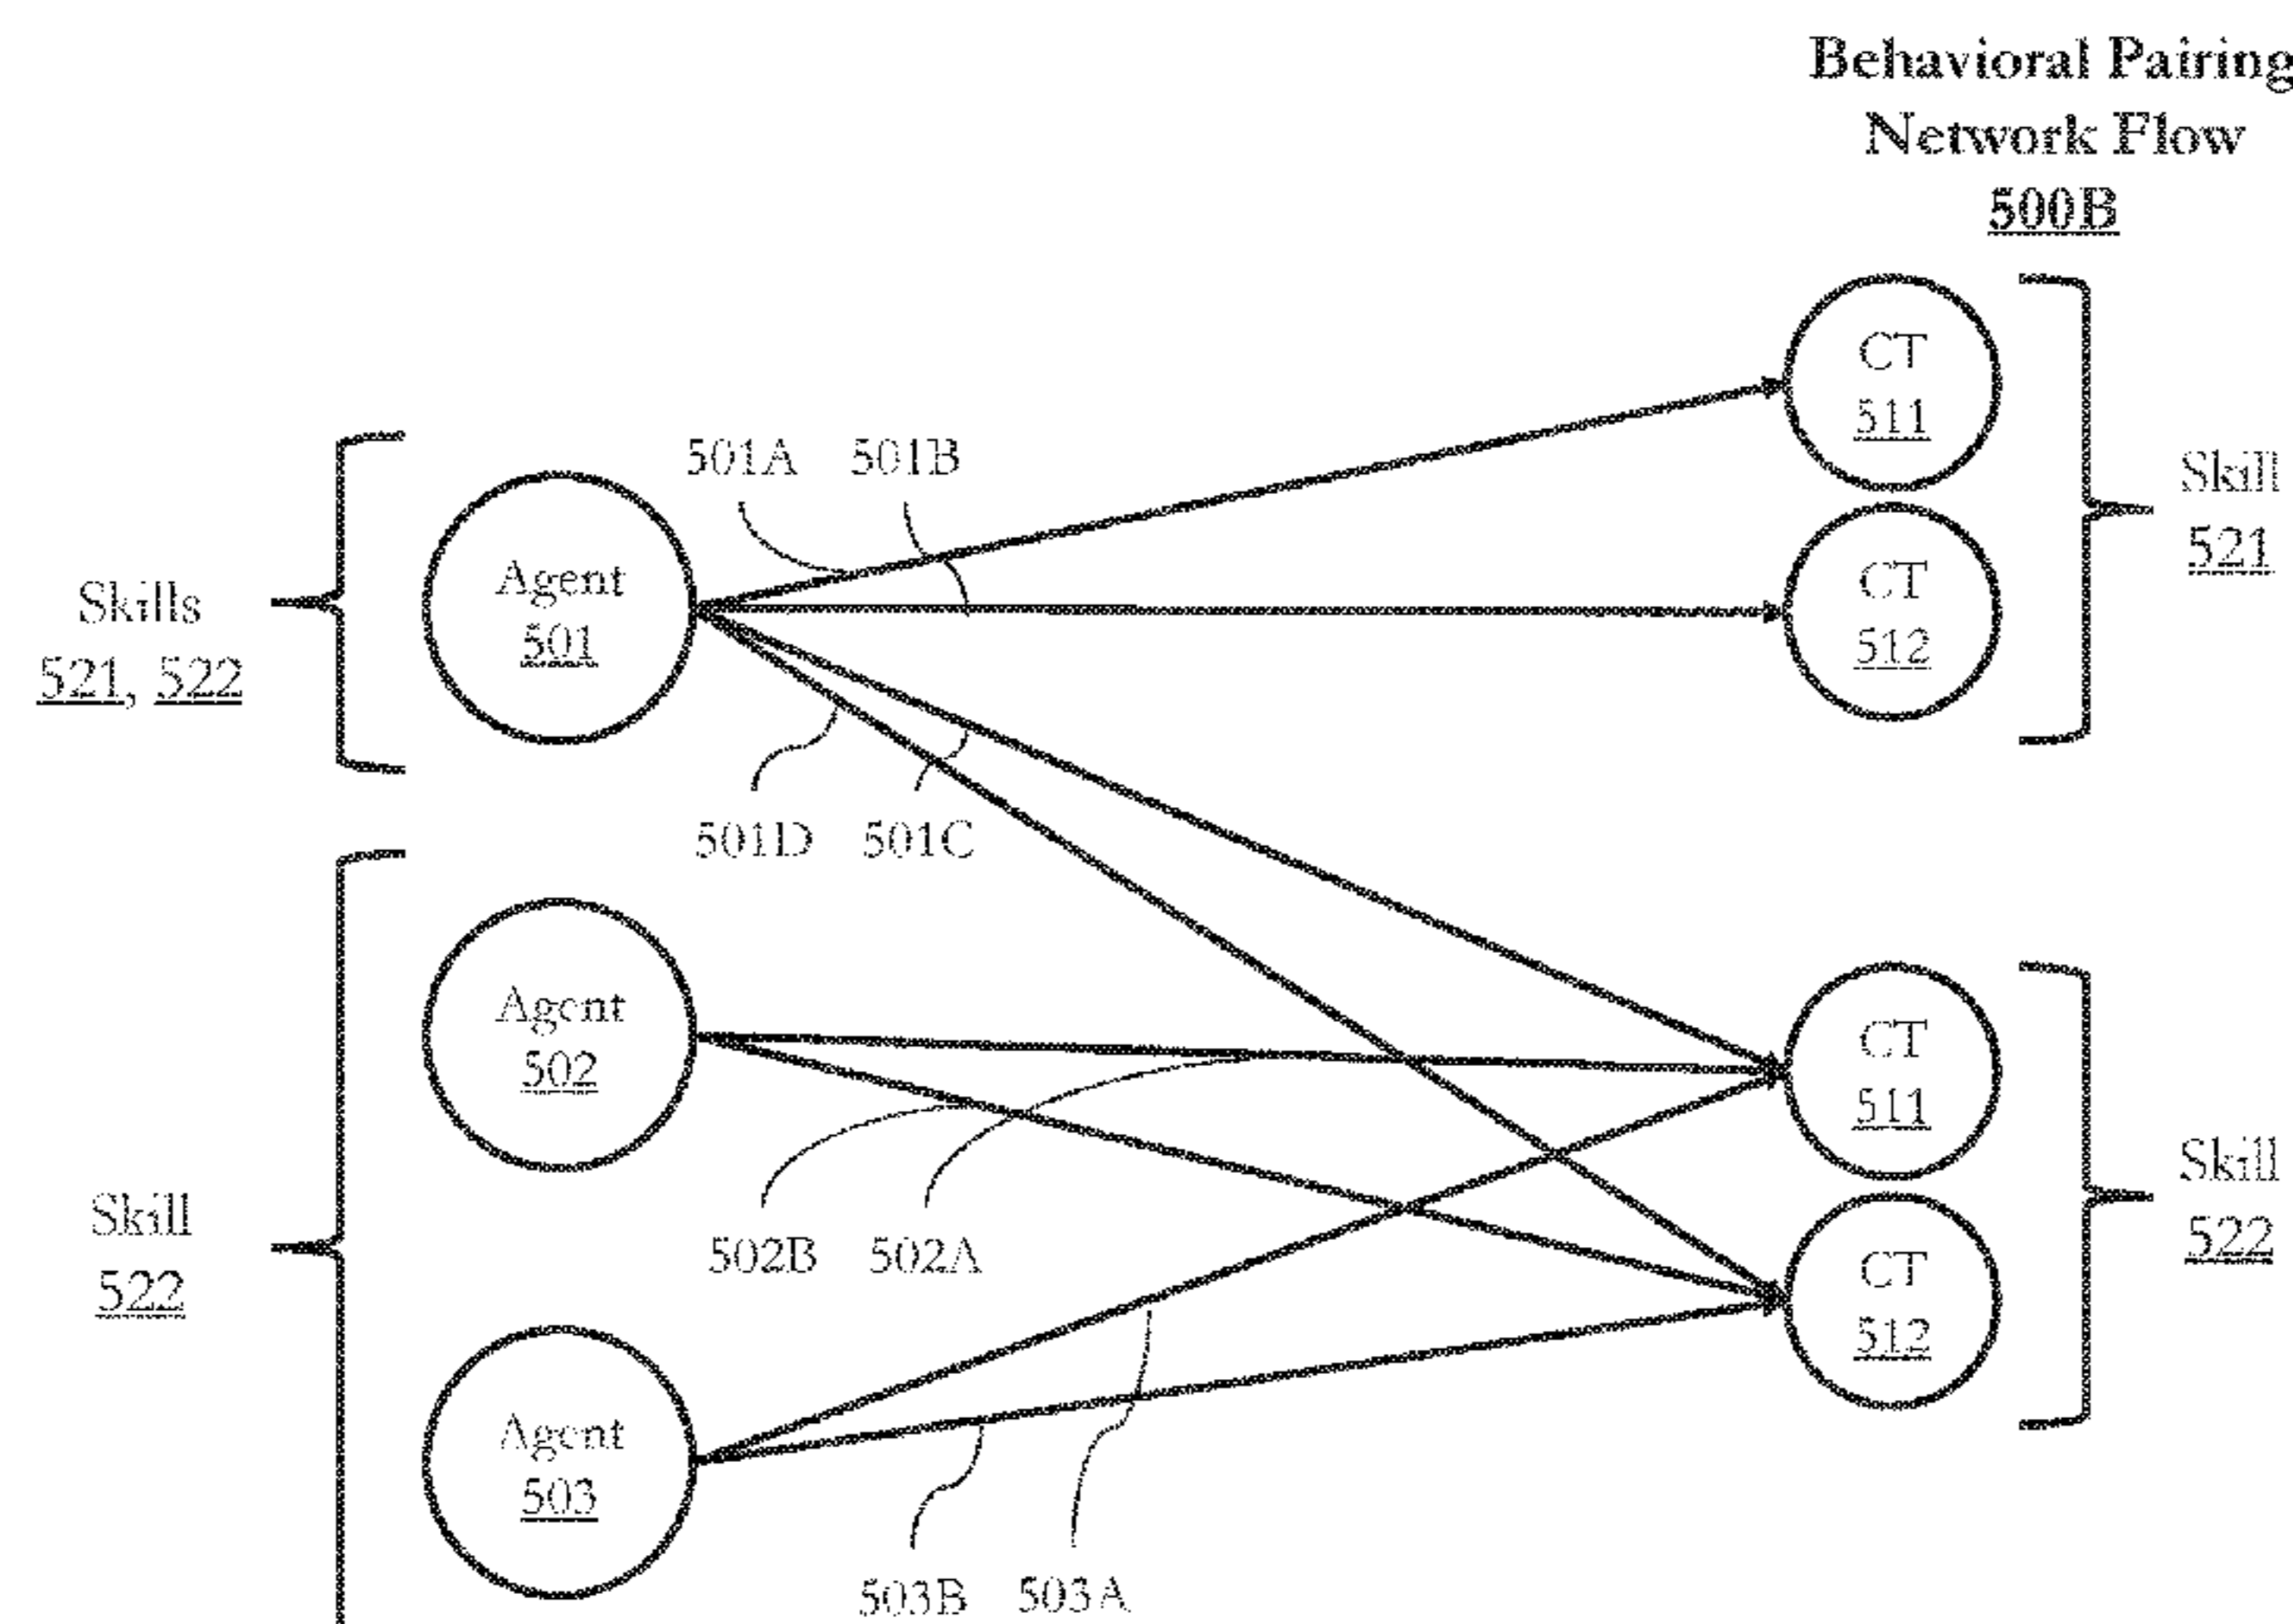 Behavioral Pairing
Network Flow
500B
CT
511
501A 501B
Skill
521
Agent
501
CT
512
Skills
521, 522
501D 501C
Agent
502
CT
511
Skill
522
Skill
522
502B 502A
CT
512
Agent
503
503B 503A